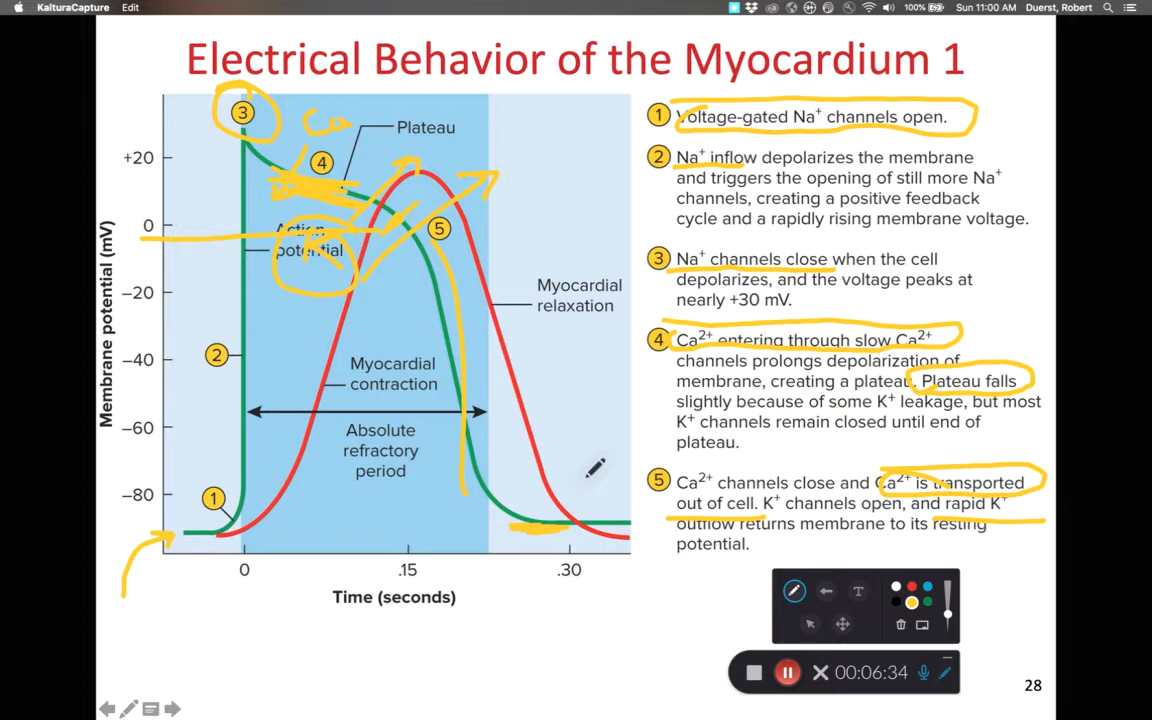 KalturaCapture Edit 100% Sun 11:00 AM Duerst, Robert
Electrical Behavior of the Myocardium 1
3
Ca
Plateau
+20
4
0
Action
potential
K
5
−20
Membrane potential (mV)
Myocardial
relaxation
2
−40
Myocardial
contraction
−60
Absolute
refractory
period
−80
1
0 .15 .30
Time (seconds)
1 Voltage-gated Na+ channels open.
2 Na+ inflow depolarizes the membrane
and triggers the opening of still more Na+
channels, creating a positive feedback
cycle and a rapidly rising membrane voltage.
3 Na+ channels close when the cell
depolarizes, and the voltage peaks at
nearly +30 mV.
4 Ca2+ entering through slow Ca2+
channels prolongs depolarization of
membrane, creating a plateau. Plateau falls
slightly because of some K+ leakage, but most
K+ channels remain closed until end of
plateau.
5 Ca2+ channels close and Ca2+ is transported
out of cell. K+ channels open, and rapid K+
outflow returns membrane to its resting
potential.
T
00:06:34
28